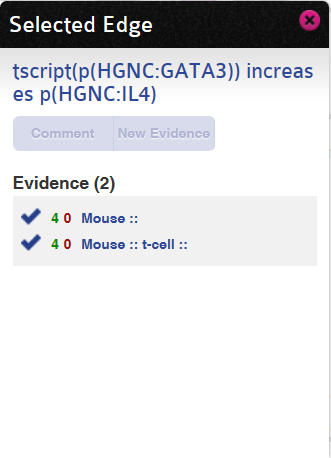 Selected Edge
tscript(p(HGNC:GATA3)) increas
es p(HGNC:IL4)
Comment New Evidence
Evidence (2)
4 0 Mouse ::
4 0 Mouse :: t-cell ::